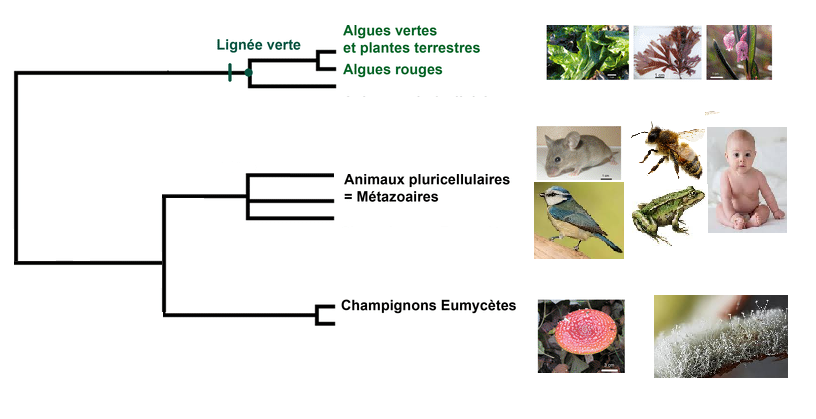 Lignée verte
Algues vertes
et plantes terrestres
Algues rouges
Animaux pluricellulaires
= Métazoaires
Champignons Eumycètes